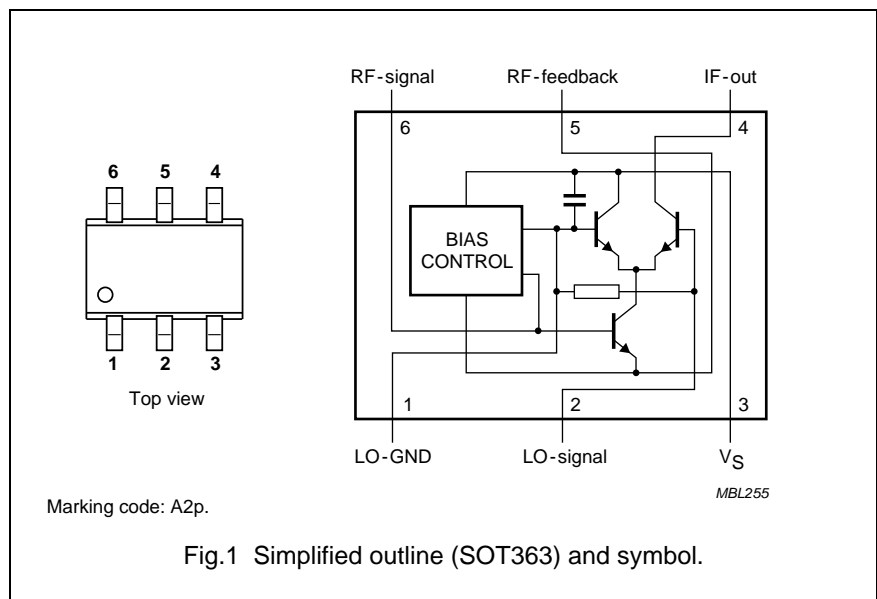 RF-signal RF-feedback IF-out
6 5 4
6 5 4
BIAS
CONTROL
1 2 3
Top view
1 2 3
LO-GND LO-signal VS
MBL255
Marking code: A2p.
Fig.1 Simplified outline (SOT363) and symbol.